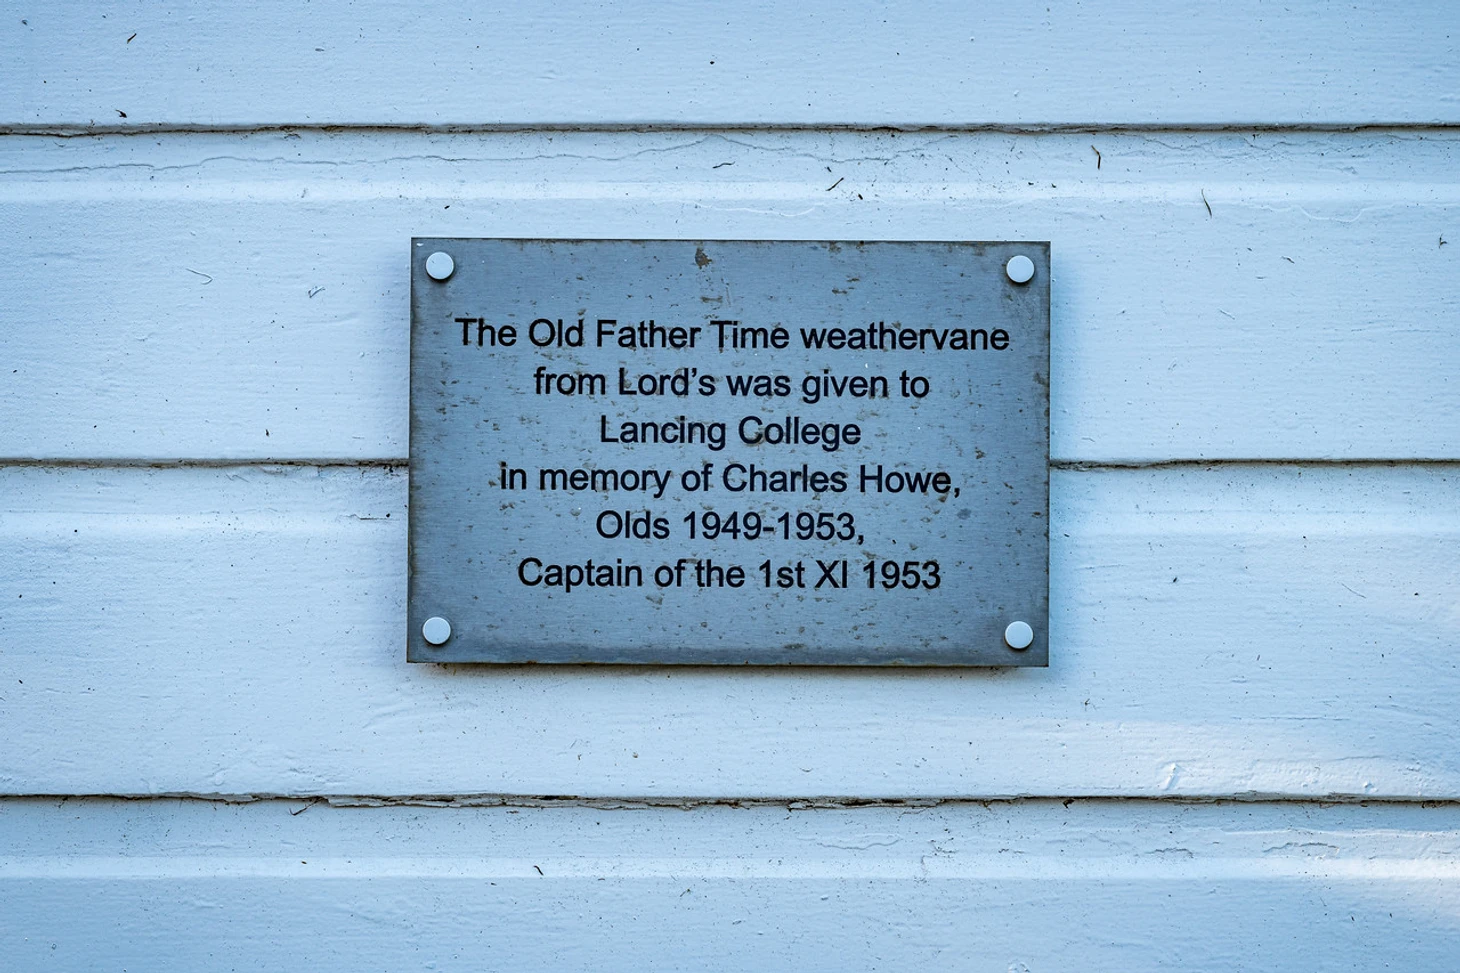 The Old Father Time weathervane
from Lord’s was given to
Lancing College
in memory of Charles Howe,
Olds 1949-1953,
Captain of the 1st XI 1953